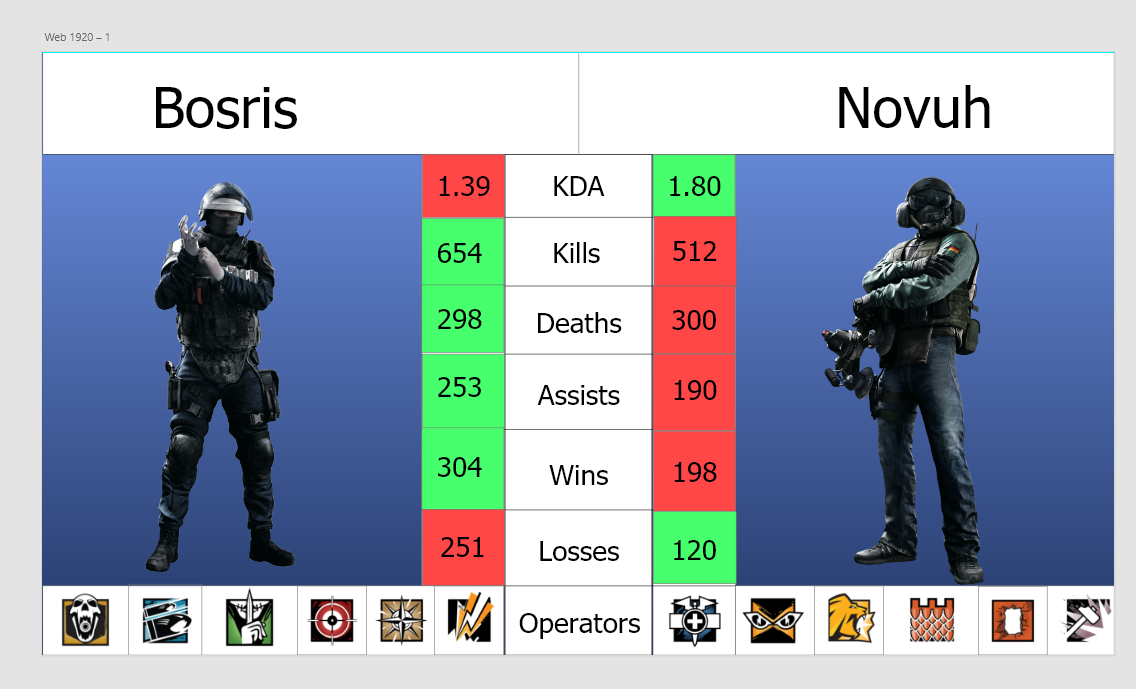 Web 1920 – 1
Bosris Novuh
1.39 KDA 1.80
654 Kills 512
298 Deaths 300
253 Assists 190
304 Wins 198
251 Losses 120
Operators